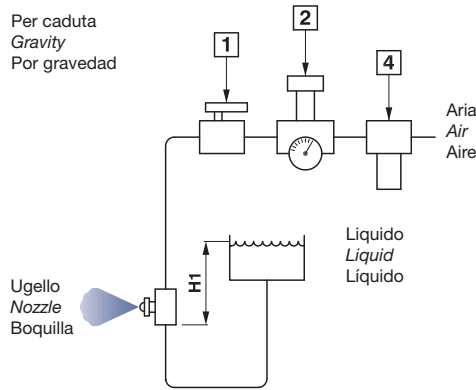 Per caduta
Gravity
Por gravedad
1
2
4
Aria
Air
Aire
Liquido
Liquid
Líquido
H1
Ugello
Nozzle
Boquilla